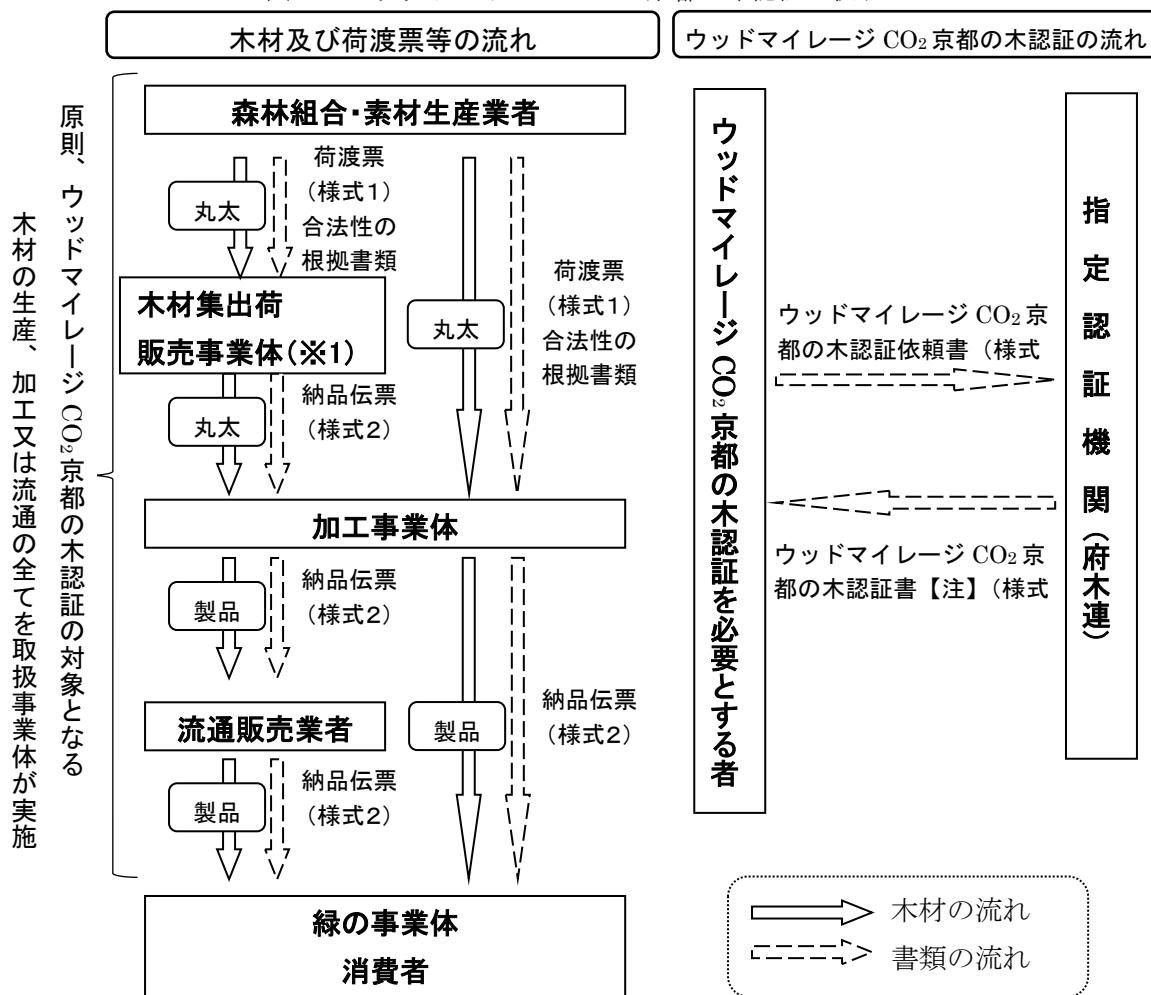 木材及び荷渡票等の流れ
ウッドマイレージ CO₂ 京都の木認証の流れ
原則、ウッドマイレージ CO₂ 京都の木認証の対象となる
木材の生産、加工又は流通の全てを取扱事業体が実施
森林組合・素材生産業者
丸太
荷渡票
(様式1)
合法性の
根拠書類
丸太
荷渡票
(様式1)
合法性の
根拠書類
木材集出荷
販売事業体(※1)
丸太
納品伝票
(様式2)
加工事業体
製品
納品伝票
(様式2)
製品
納品伝票
(様式2)
流通販売業者
製品
納品伝票
(様式2)
緑の事業体
消費者
ウッドマイレージ CO₂ 京都の木認証を必要とする者
ウッドマイレージ CO₂ 京
都の木認証依頼書(様式
ウッドマイレージ CO₂ 京
都の木認証書【注】(様式
指定認証機関(府木連)
木材の流れ
書類の流れ